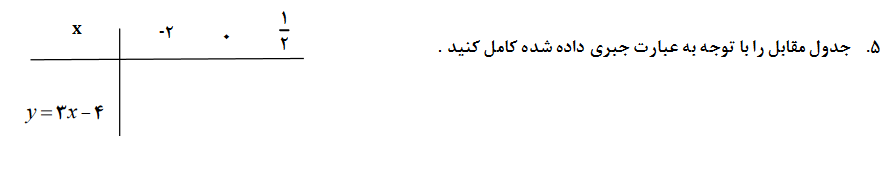 ۵. جدول مقابل را با توجه به عبارت جبری داده شده کامل کنید .
x -۲ ۰ ۱/۲
y = ۳x - ۴